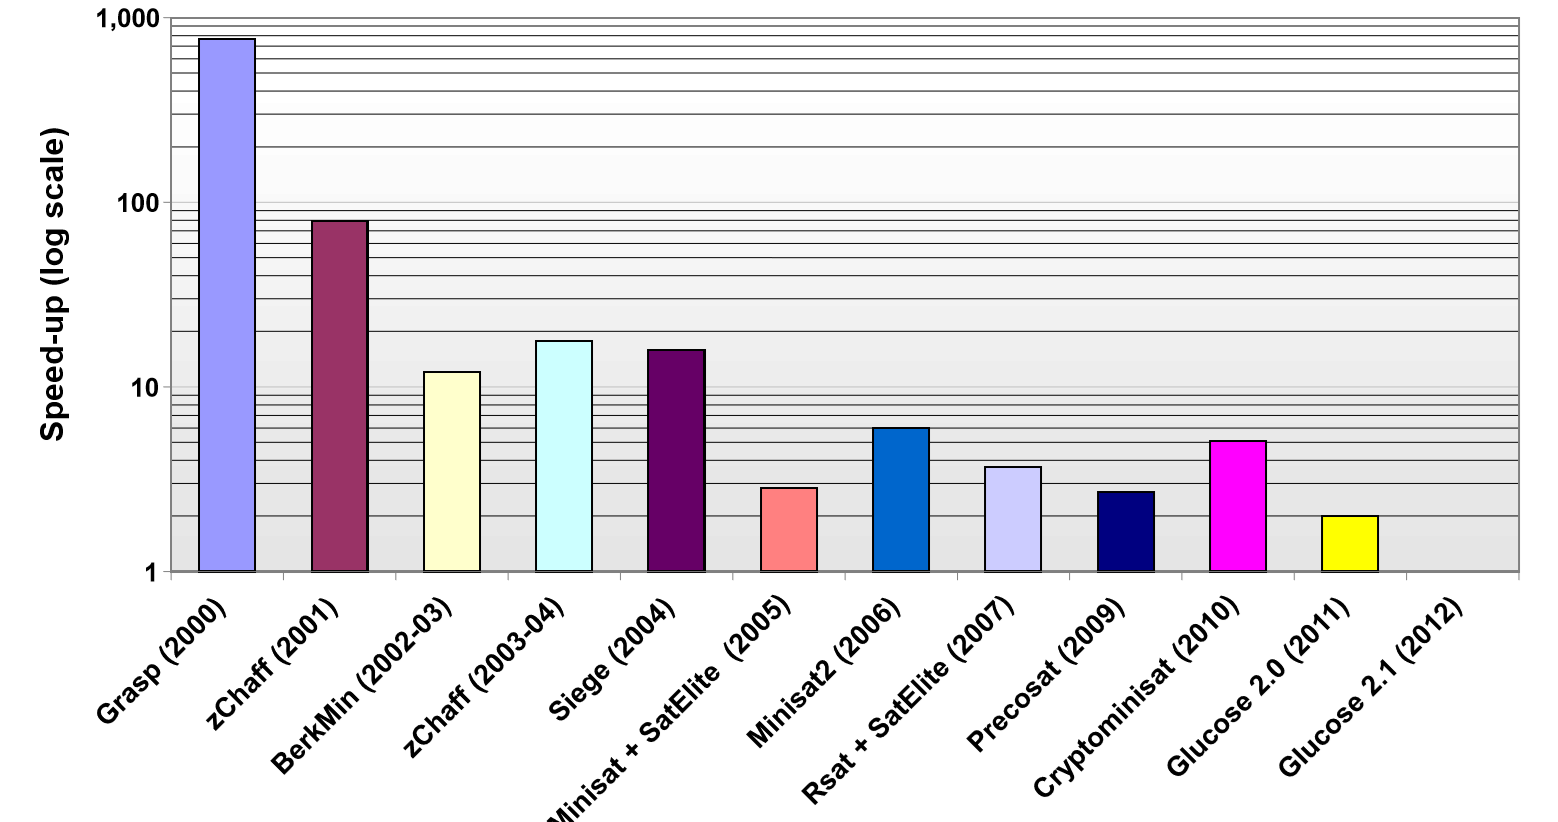 Speed-up (log scale)
1,000
100
10
1
Grasp (2000)
zChaff (2001)
BerkMin (2002-03)
zChaff (2003-04)
Siege (2004)
Minisat + SatElite (2005)
Minisat2 (2006)
Rsat + SatElite (2007)
Precosat (2009)
Cryptominisat (2010)
Glucose 2.0 (2011)
Glucose 2.1 (2012)